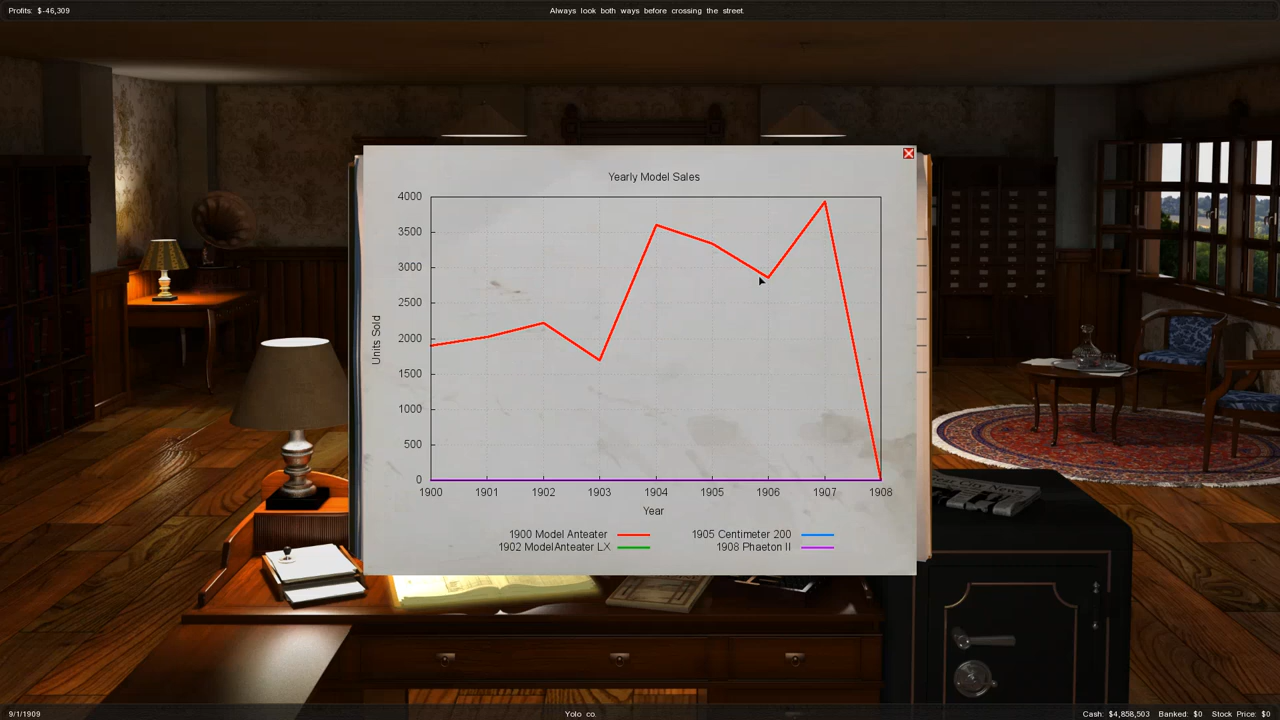 Profits: $-46,309
Always look both ways before crossing the street.
Yearly Model Sales
4000
3500
3000
2500
2000
1500
1000
500
0
Units Sold
1900 1901 1902 1903 1904 1905 1906 1907 1908
Year
1900 Model Anteater
1905 Centimeter 200
1902 ModelAnteater LX
1908 Phaeton II
9/1/1909
Yolo co.
Cash: $4,858,503 Banked: $0 Stock Price: $0